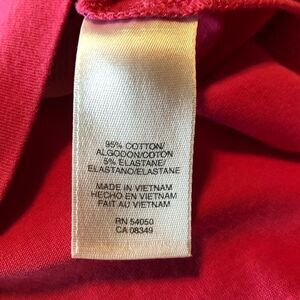 95% COTTON/
ALGODON/COTON
5% ELASTANE/
ELASTANO/ELASTANE
MADE IN VIETNAM
HECHO EN VIETNAM
FAIT AU VIETNAM
RN 54050
CA 08349